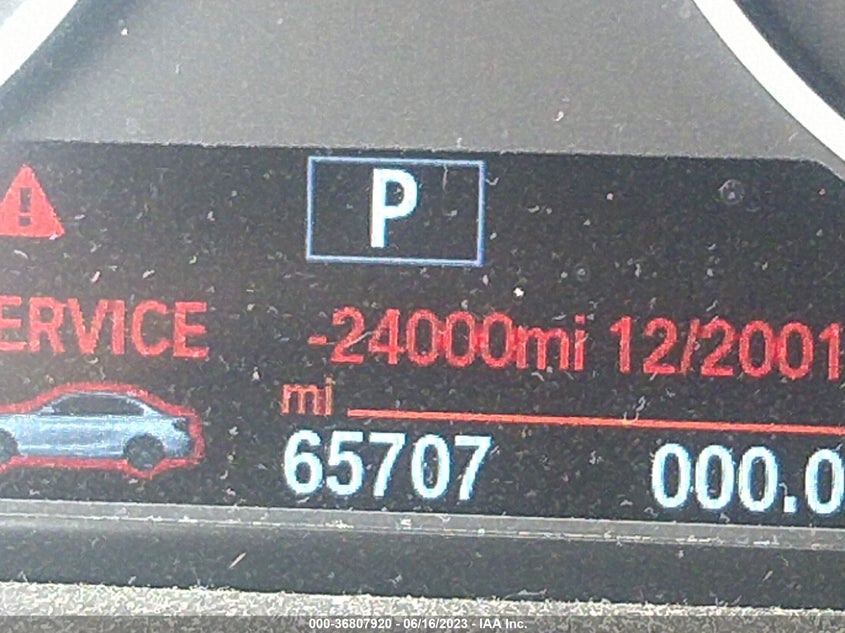 P
ERVICE -24000mi 12/2001
mi
65707 000.0
000-36807920 - 06/16/2023 - IAA Inc.